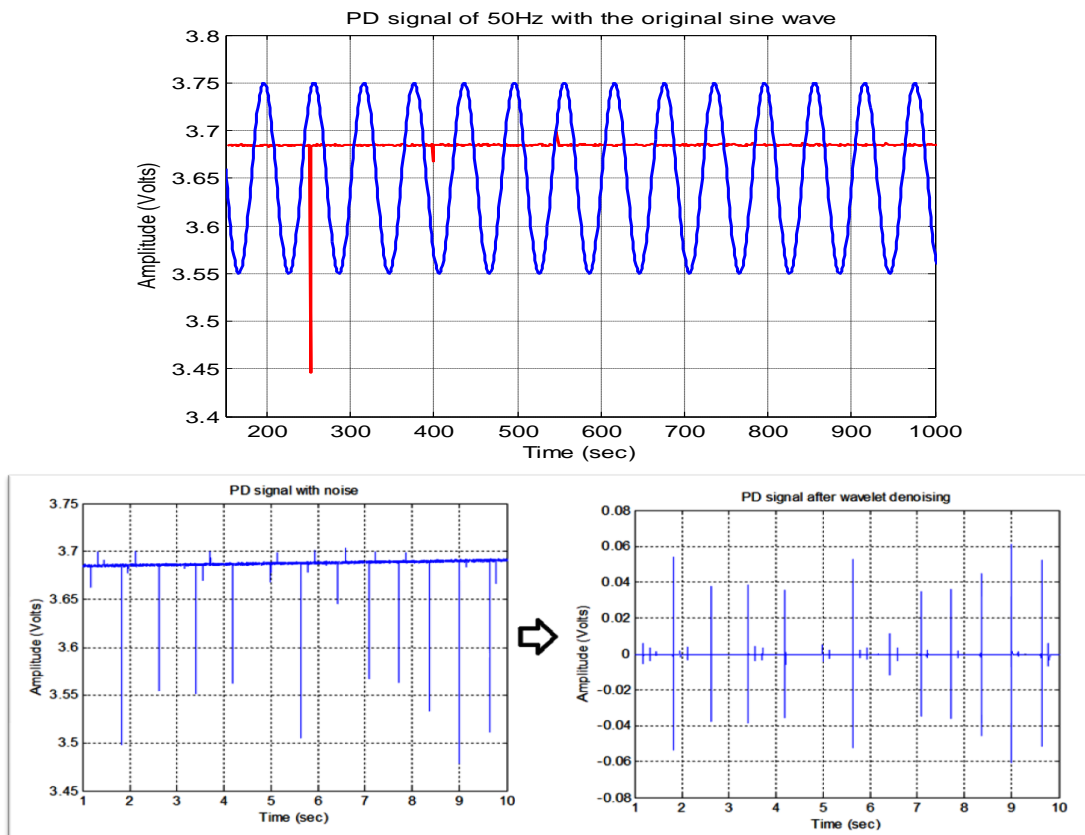 PD signal of 50Hz with the original sine wave
3.8
3.75
3.7
3.65
3.6
3.55
3.5
3.45
3.4
Amplitude (Volts)
200 300 400 500 600 700 800 900 1000
Time (sec)
PD signal with noise
3.75
3.7
3.65
3.6
3.55
3.5
3.45
Amplitude (Volts)
1 2 3 4 5 6 7 8 9 10
Time (sec)
PD signal after wavelet denoising
0.08
0.06
0.04
0.02
0
-0.02
-0.04
-0.06
-0.08
Amplitude (Volts)
1 2 3 4 5 6 7 8 9 10
Time (sec)